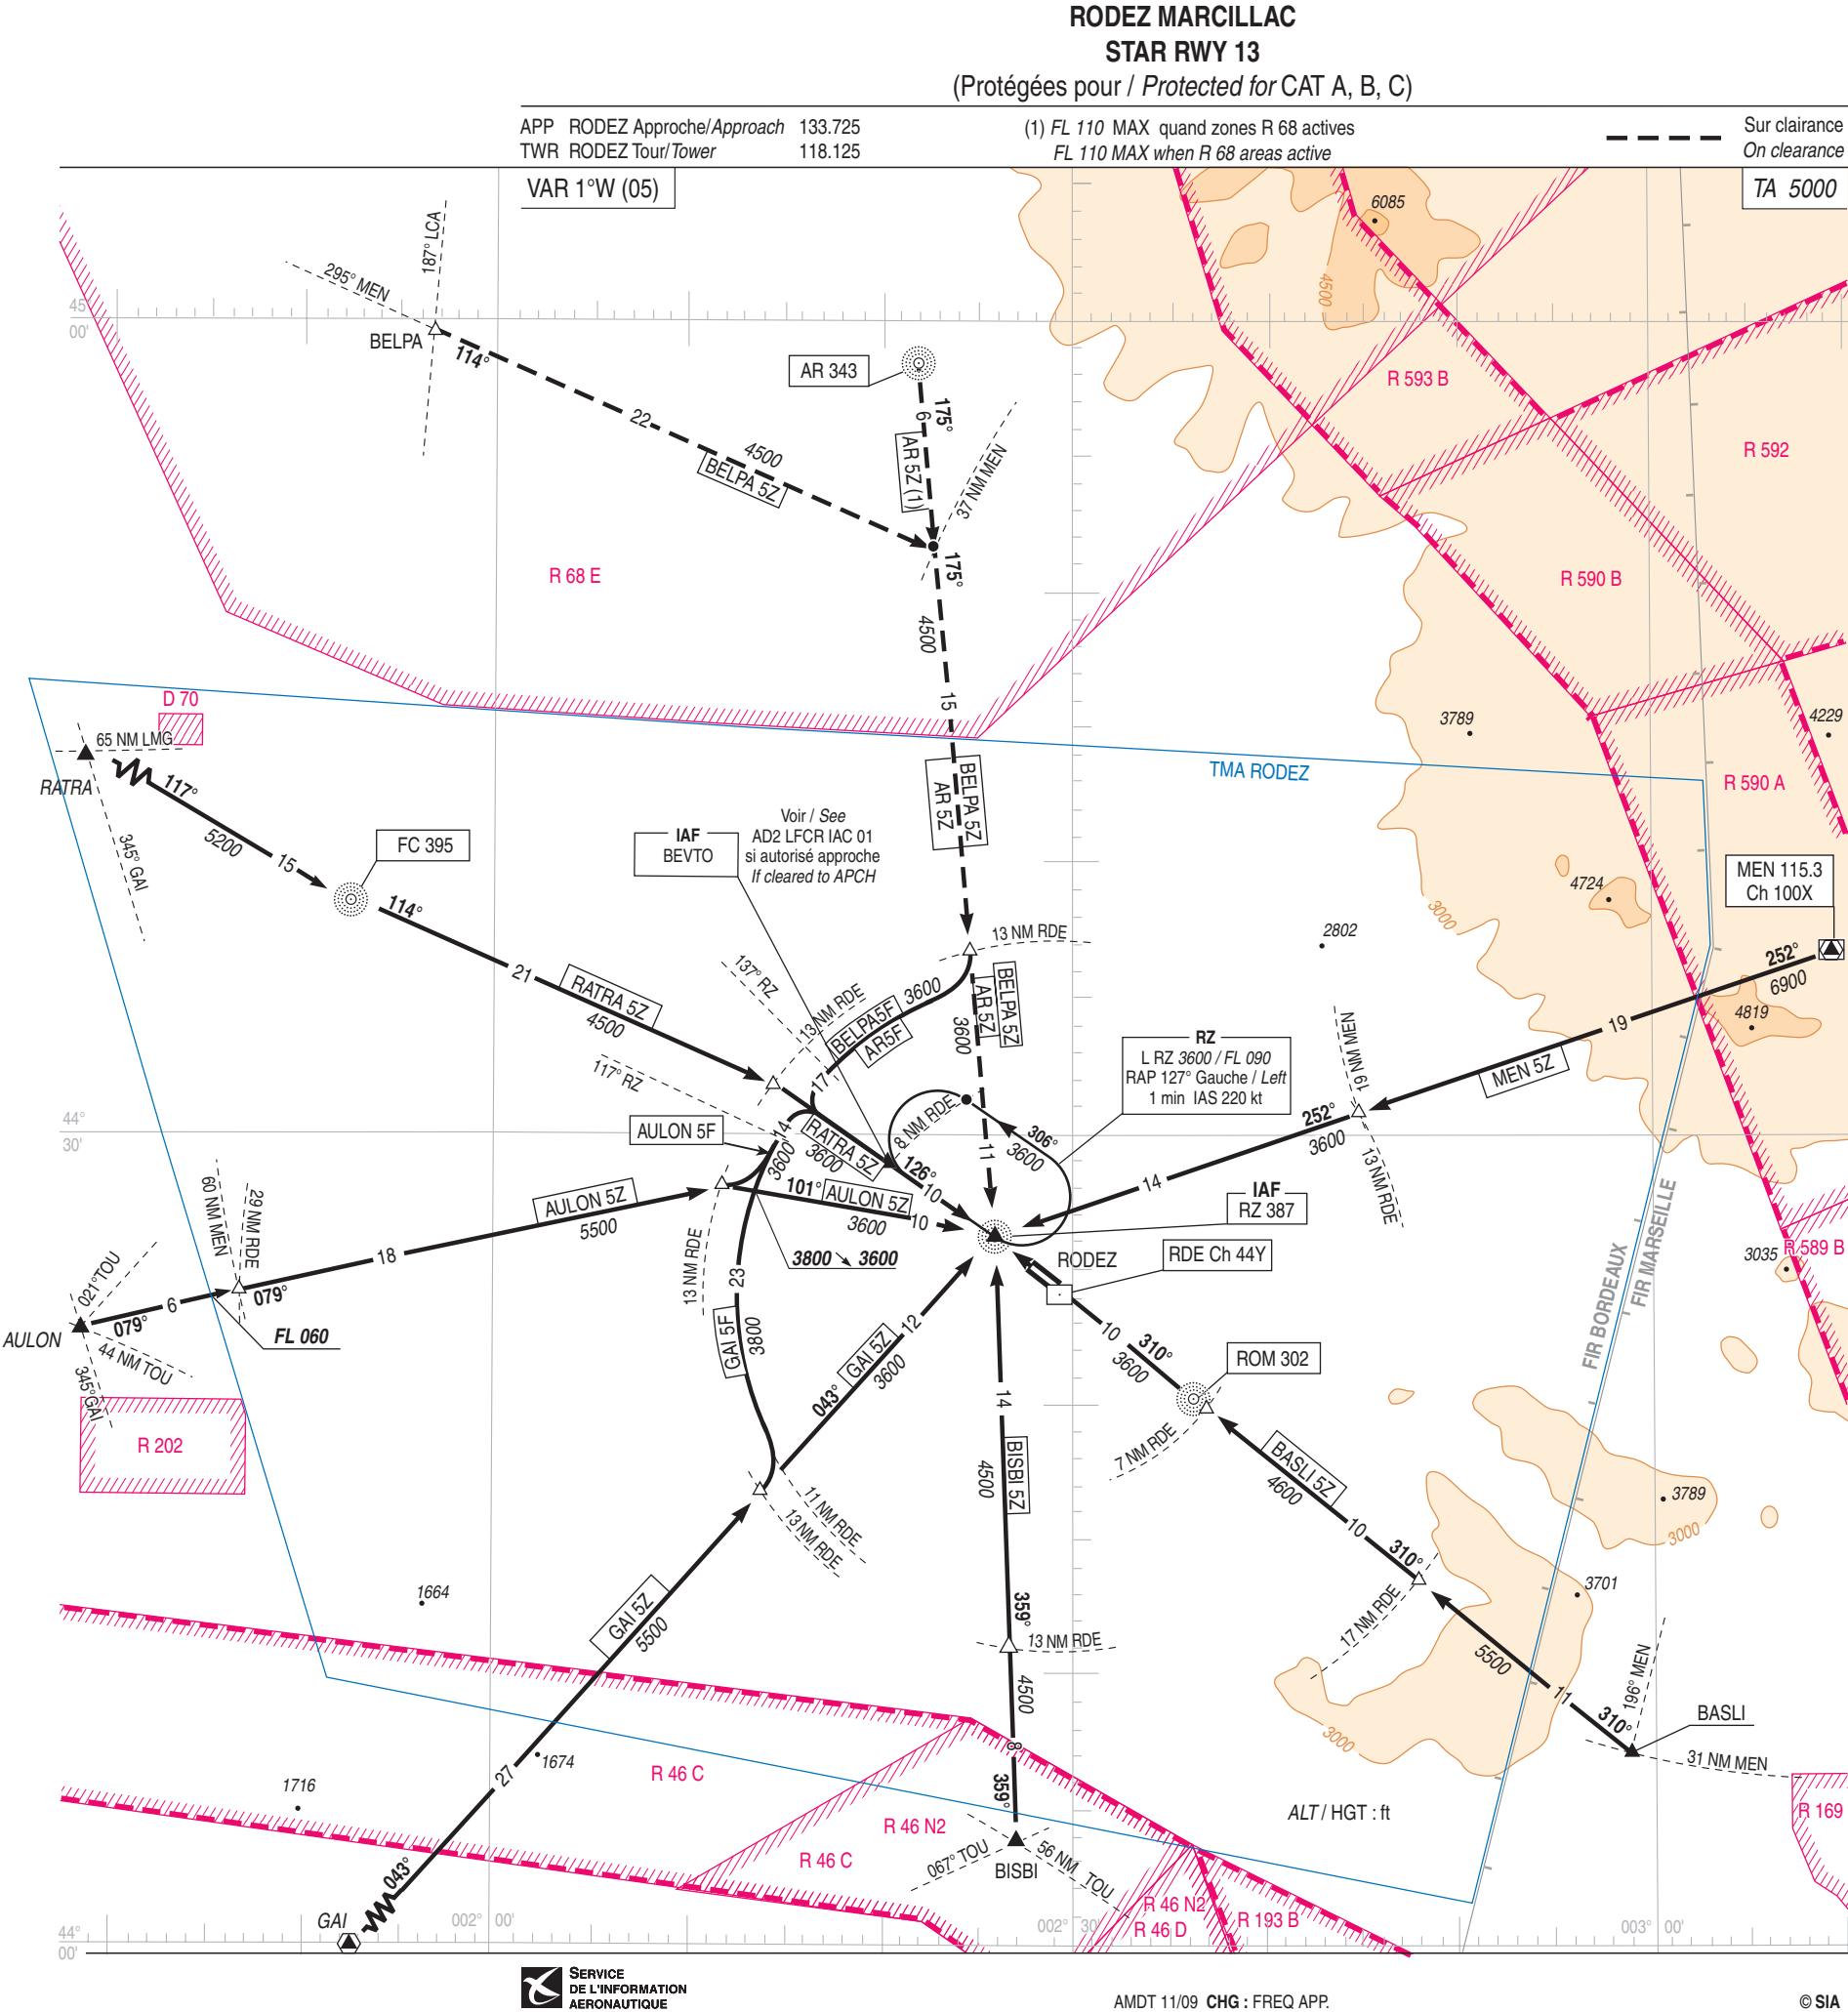 RODEZ MARCILLAC
STAR RWY 13
(Protégées pour / Protected for CAT A, B, C)
APP RODEZ Approche/Approach 133.725
TWR RODEZ Tour/Tower 118.125
(1) FL 110 MAX quand zones R 68 actives
FL 110 MAX when R 68 areas active
Sur clairance
On clearance
VAR 1°W (05)
TA 5000
6085
187° LCA
295° MEN
4500
45
00'
BELPA
114°
AR 343
R 593 B
22
175°
6
AR 5Z (1)
37 NM MEN
4500
BELPA 5Z
R 592
R 68 E
175°
R 590 B
4500
15
D 70
3789
4229
65 NM LMG
RATRA
117°
TMA RODEZ
R 590 A
BELPA 5Z
AR 5Z
345° GAI
5200
15
FC 395
IAF
BEVTO
Voir / See
AD2 LFCR IAC 01
si autorisé approche
If cleared to APCH
MEN 115.3
Ch 100X
4724
3000
114°
2802
13 NM RDE
252°
6900
21
RATRA 5Z
4500
137° RZ
13 NM RDE
BELPA5F
AR5F
3600
BELPA 5Z
AR 5Z
3600
4819
19
19 NM MEN
MEN 5Z
RZ
L RZ 3600 / FL 090
RAP 127° Gauche / Left
1 min IAS 220 kt
117° RZ
17
44°
30'
AULON 5F
14
3600
RATRA 5Z
3600
8 NM RDE
306°
3600
11
252°
3600
13 NM RDE
126°
10
101°
AULON 5Z
3600
10
14
IAF
RZ 387
60 NM MEN
29 NM RDE
AULON 5Z
5500
18
13 NM RDE
3800 3600
RODEZ
RDE Ch 44Y
3035
R 589 B
FIR BORDEAUX
FIR MARSEILLE
021°TOU
6
079°
079°
AULON
44 NM TOU
345°GAI
FL 060
23
GAI 5F
3800
12
GAI 5Z
3600
043°
10
310°
3600
ROM 302
R 202
14
BISBI 5Z
4500
7 NM RDE
BASLI 5Z
4600
10
3789
3000
11 NM RDE
13 NM RDE
310°
3701
1664
GAI 5Z
5500
359°
13 NM RDE
17 NM RDE
5500
196° MEN
4500
8
11
310°
BASLI
3000
31 NM MEN
1674
27
R 46 C
1716
359°
ALT / HGT : ft
R 169
R 46 N2
R 46 C
067° TOU
BISBI
56 NM TOU
043°
R 46 N2
R 46 D
R 193 B
GAI
44°
00'
002° 00'
002° 30'
003° 00'
SERVICE
DE L'INFORMATION
AERONAUTIQUE
AMDT 11/09 CHG : FREQ APP.
© SIA